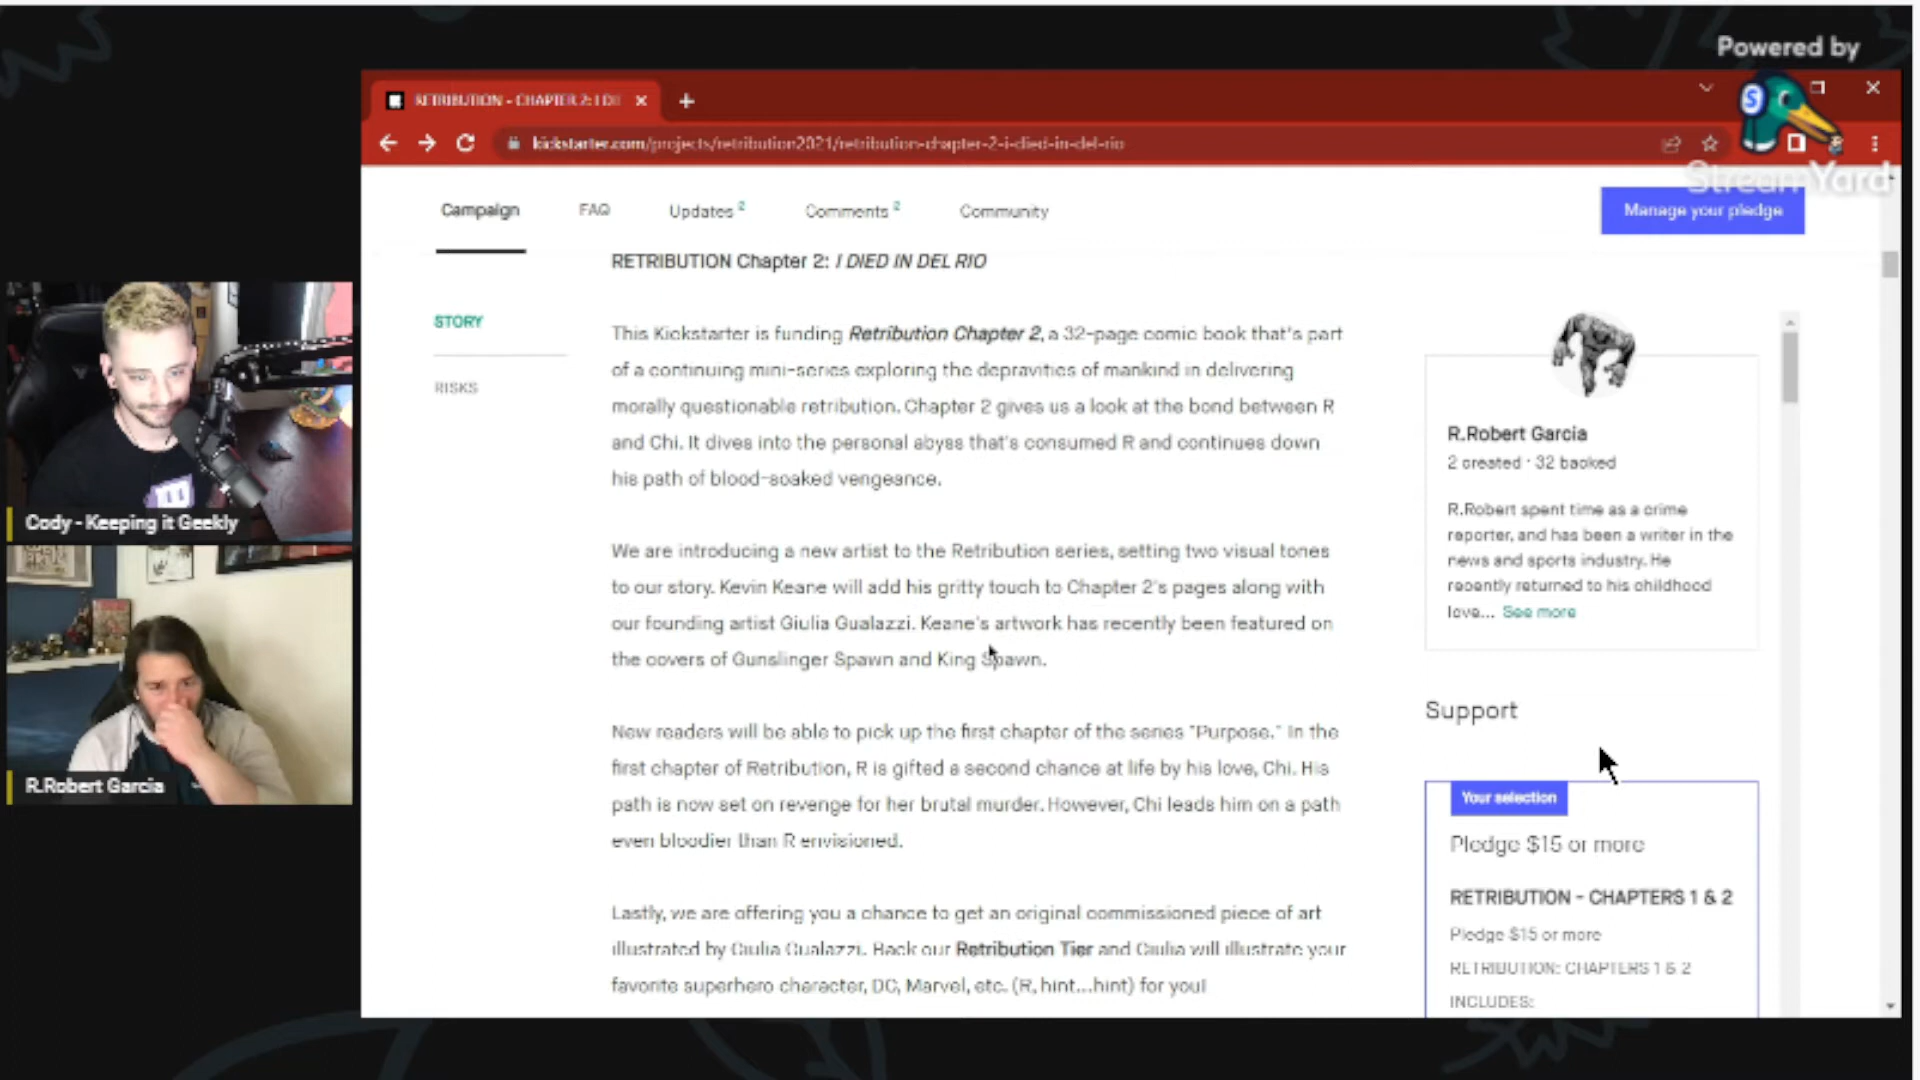 Powered by
StreamYard
RETRIBUTION - CHAPTER 2: I DI
kickstarter.com/projects/retribution2021/retribution-chapter-2-i-died-in-del-rio
Campaign
FAQ
Updates 2
Comments 2
Community
Manage your pledge
RETRIBUTION Chapter 2: I DIED IN DEL RIO
STORY
RISKS
This Kickstarter is funding Retribution Chapter 2, a 32-page comic book that's part
of a continuing mini-series exploring the depravities of mankind in delivering
morally questionable retribution. Chapter 2 gives us a look at the bond between R
and Chi. It dives into the personal abyss that's consumed R and continues down
his path of blood-soaked vengeance.
We are introducing a new artist to the Retribution series, setting two visual tones
to our story. Kevin Keane will add his gritty touch to Chapter 2's pages along with
our founding artist Giulia Gualazzi. Keane's artwork has recently been featured on
the covers of Gunslinger Spawn and King Spawn.
New readers will be able to pick up the first chapter of the series "Purpose." In the
first chapter of Retribution, R is gifted a second chance at life by his love, Chi. His
path is now set on revenge for her brutal murder. However, Chi leads him on a path
even bloodier than R envisioned.
Lastly, we are offering you a chance to get an original commissioned piece of art
illustrated by Giulia Gualazzi. Back our Retribution Tier and Giulia will illustrate your
favorite superhero character, DC, Marvel, etc. (R, hint...hint) for you!
R.Robert Garcia
2 created · 32 backed
R.Robert spent time as a crime
reporter, and has been a writer in the
news and sports industry. He
recently returned to his childhood
love... See more
Support
Your selection
Pledge $15 or more
RETRIBUTION - CHAPTERS 1 & 2
Pledge $15 or more
RETRIBUTION: CHAPTERS 1 & 2
INCLUDES:
Cody - Keeping it Geekly
R.Robert Garcia